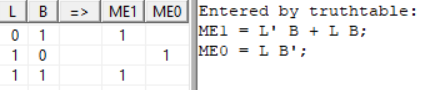 L B => ME1 ME0
0 1 1
1 0 1
1 1 1
Entered by truthtable:
ME1 = L' B + L B;
ME0 = L B';